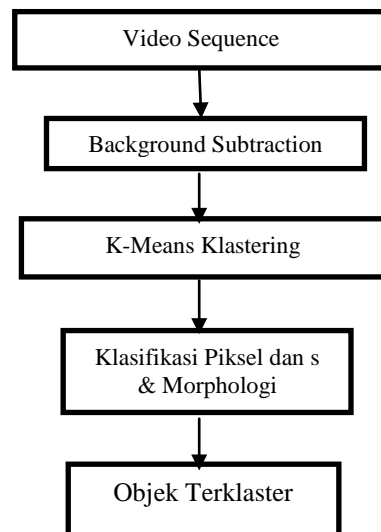 Video Sequence
Background Subtraction
K-Means Klastering
Klasifikasi Piksel dan s
& Morphologi
Objek Terklaster